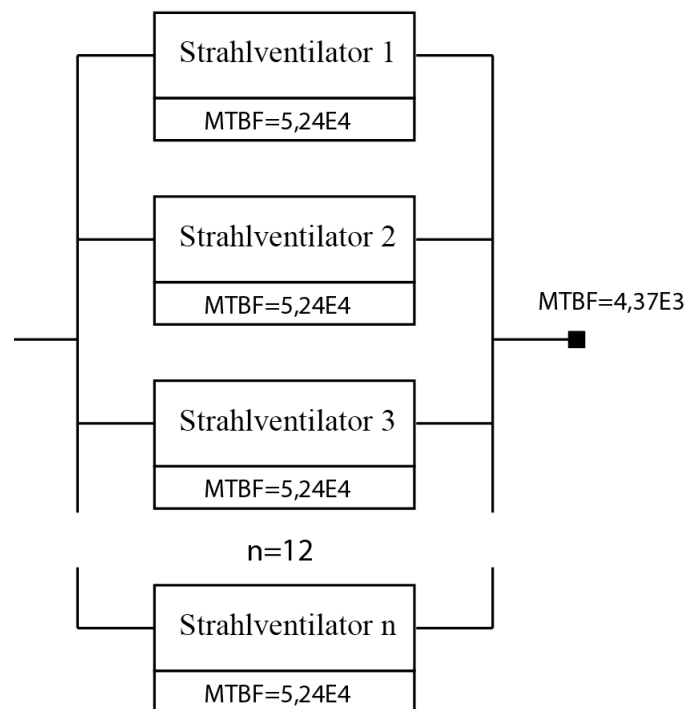 Strahlventilator 1
MTBF=5,24E4
Strahlventilator 2
MTBF=5,24E4
MTBF=4,37E3
Strahlventilator 3
MTBF=5,24E4
n=12
Strahlventilator n
MTBF=5,24E4